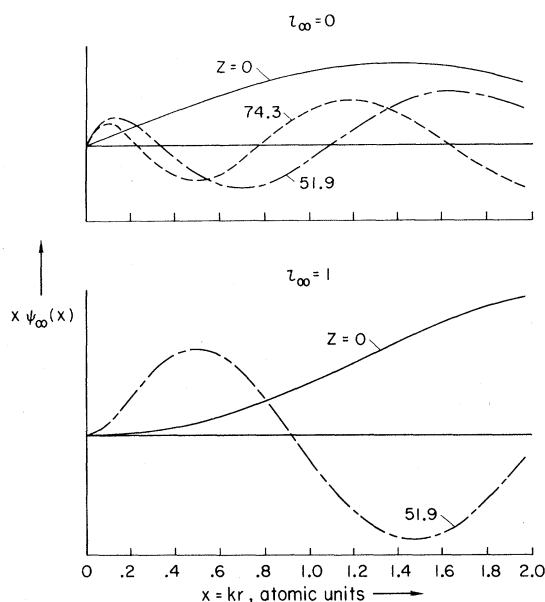 l∞=0
Z=0
74.3
51.9
l∞=1
x ψ∞(x)
Z=0
51.9
0 .2 .4 .6 .8 1.0 1.2 1.4 1.6 1.8 2.0
x = kr, atomic units